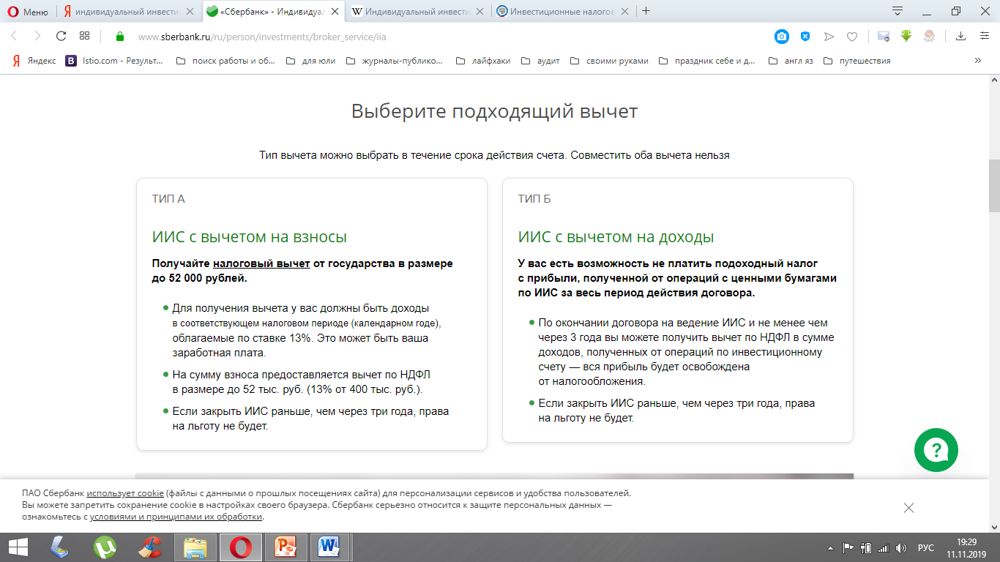 Меню
индивидуальный инвести
«Сбербанк» - Индивидуал
Индивидуальный инвести
Инвестиционные налогов
www.sberbank.ru/ru/person/investments/broker_service/iia
Яндекс
Istio.com - Результ...
поиск работы и об...
для юли
журналы-публико...
лайфхаки
аудит
своими руками
праздник себе и д...
англ яз
путешествия
Выберите подходящий вычет
Тип вычета можно выбрать в течение срока действия счета. Совместить оба вычета нельзя
ТИП А
ИИС с вычетом на взносы
Получайте налоговый вычет от государства в размере
до 52 000 рублей.
Для получения вычета у вас должны быть доходы
в соответствующем налоговом периоде (календарном годе),
облагаемые по ставке 13%. Это может быть ваша
заработная плата.
На сумму взноса предоставляется вычет по НДФЛ
в размере до 52 тыс. руб. (13% от 400 тыс. руб.).
Если закрыть ИИС раньше, чем через три года, права
на льготу не будет.
ТИП Б
ИИС с вычетом на доходы
У вас есть возможность не платить подоходный налог
с прибыли, полученной от операций с ценными бумагами
по ИИС за весь период действия договора.
По окончании договора на ведение ИИС и не менее чем
через 3 года вы можете получить вычет по НДФЛ в сумме
доходов, полученных от операций по инвестиционному
счету — вся прибыль будет освобождена
от налогообложения.
Если закрыть ИИС раньше, чем через три года, права
на льготу не будет.
ПАО Сбербанк использует cookie (файлы с данными о прошлых посещениях сайта) для персонализации сервисов и удобства пользователей.
Вы можете запретить сохранение cookie в настройках своего браузера. Сбербанк серьезно относится к защите персональных данных —
ознакомьтесь с условиями и принципами их обработки.
РУС
19:29
11.11.2019